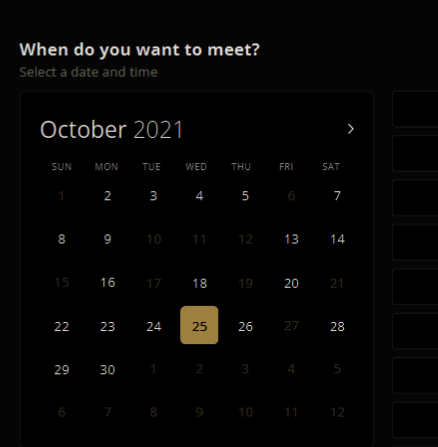 When do you want to meet?
Select a date and time
October 2021
SUN MON TUE WED THU FRI SAT
1 2 3 4 5 6 7
8 9 10 11 12 13 14
15 16 17 18 19 20 21
22 23 24 25 26 27 28
29 30 1 2 3 4 5
6 7 8 9 10 11 12